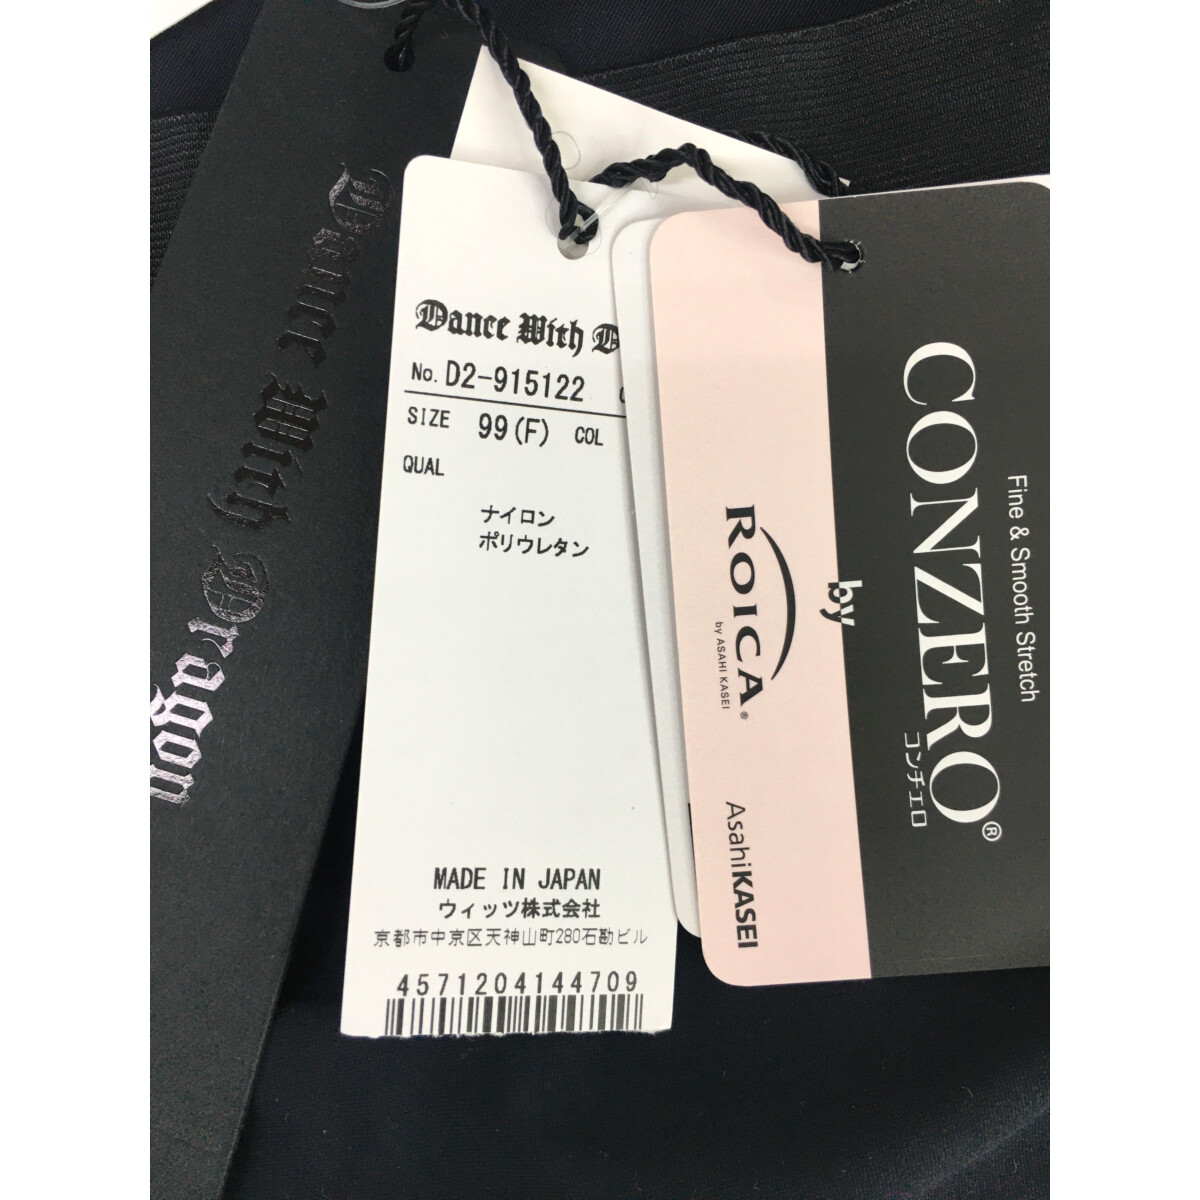 Dance With Dragon
Dance With
No. D2-915122
SIZE 99(F) COL
QUAL
ナイロン
ポリウレタン
MADE IN JAPAN
ウィッツ株式会社
京都市中京区天神山町280石勘ビル
4571204144709
ROICA®
by ASAHI KASEI
AsahiKASEI
by
CONZERO®
コンチェロ
Fine & Smooth Stretch